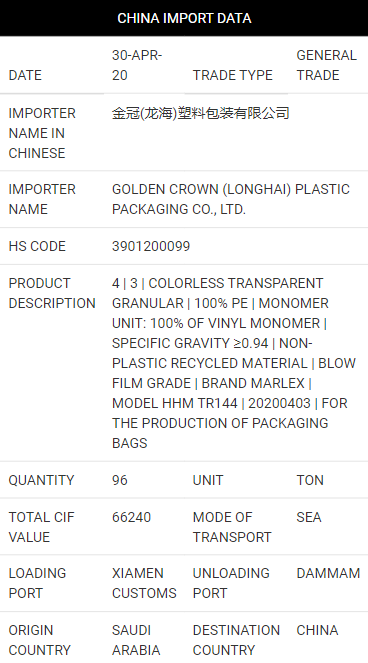 CHINA IMPORT DATA
DATE 30-APR-20 TRADE TYPE GENERAL TRADE
IMPORTER NAME IN CHINESE 金冠(龙海)塑料包装有限公司
IMPORTER NAME GOLDEN CROWN (LONGHAI) PLASTIC
PACKAGING CO., LTD.
HS CODE 3901200099
PRODUCT DESCRIPTION 4 | 3 | COLORLESS TRANSPARENT
GRANULAR | 100% PE | MONOMER
UNIT: 100% OF VINYL MONOMER |
SPECIFIC GRAVITY ≥0.94 | NON-
PLASTIC RECYCLED MATERIAL | BLOW
FILM GRADE | BRAND MARLEX |
MODEL HHM TR144 | 20200403 | FOR
THE PRODUCTION OF PACKAGING
BAGS
QUANTITY 96 UNIT TON
TOTAL CIF VALUE 66240 MODE OF TRANSPORT SEA
LOADING PORT XIAMEN CUSTOMS UNLOADING PORT DAMMAM
ORIGIN COUNTRY SAUDI ARABIA DESTINATION COUNTRY CHINA